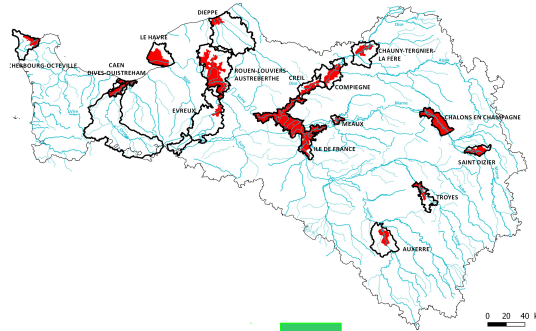 DIEPPE
LE HAVRE
CHERBOURG-OCTEVILLE
CAEN
DIVES-OUISTREHAM
ROUEN-LOUVIERS
AUSTREBERTHE
CHAUNY-TERGNIER-
LA FERE
CREIL
COMPIEGNE
EVREUX
MEAUX
CHALONS EN CHAMPAGNE
ILE DE FRANCE
SAINT DIZIER
TROYES
AUXERRE
0 20 40 k